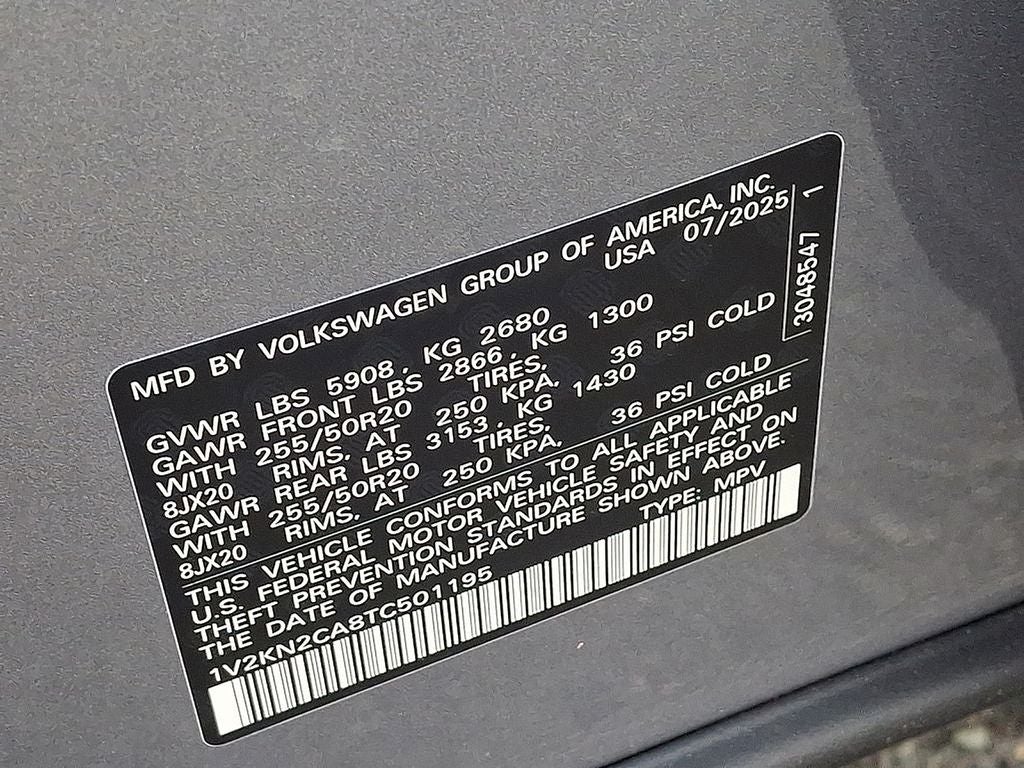 MFD BY VOLKSWAGEN GROUP OF AMERICA, INC.
USA 07/2025
GVWR LBS 5908, KG 2680
GAWR FRONT LBS 2866, KG 1300
WITH 255/50R20 TIRES,
8JX20 RIMS, AT 250 KPA, 36 PSI COLD
GAWR REAR LBS 3153, KG 1430
WITH 255/50R20 TIRES,
8JX20 RIMS, AT 250 KPA, 36 PSI COLD
THIS VEHICLE CONFORMS TO ALL APPLICABLE
U.S. FEDERAL MOTOR VEHICLE SAFETY AND
THEFT PREVENTION STANDARDS IN EFFECT ON
THE DATE OF MANUFACTURE SHOWN ABOVE.
1V2KN2CA8TC501195 TYPE: MPV
3048547 1